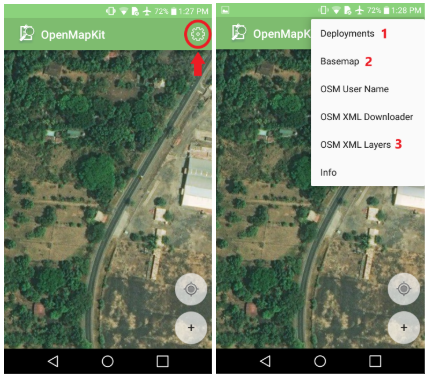 72% 1:27 PM
OpenMapKit
+
72% 1:28 PM
Deployments 1
Basemap 2
OSM User Name
OSM XML Downloader
OSM XML Layers 3
Info
+